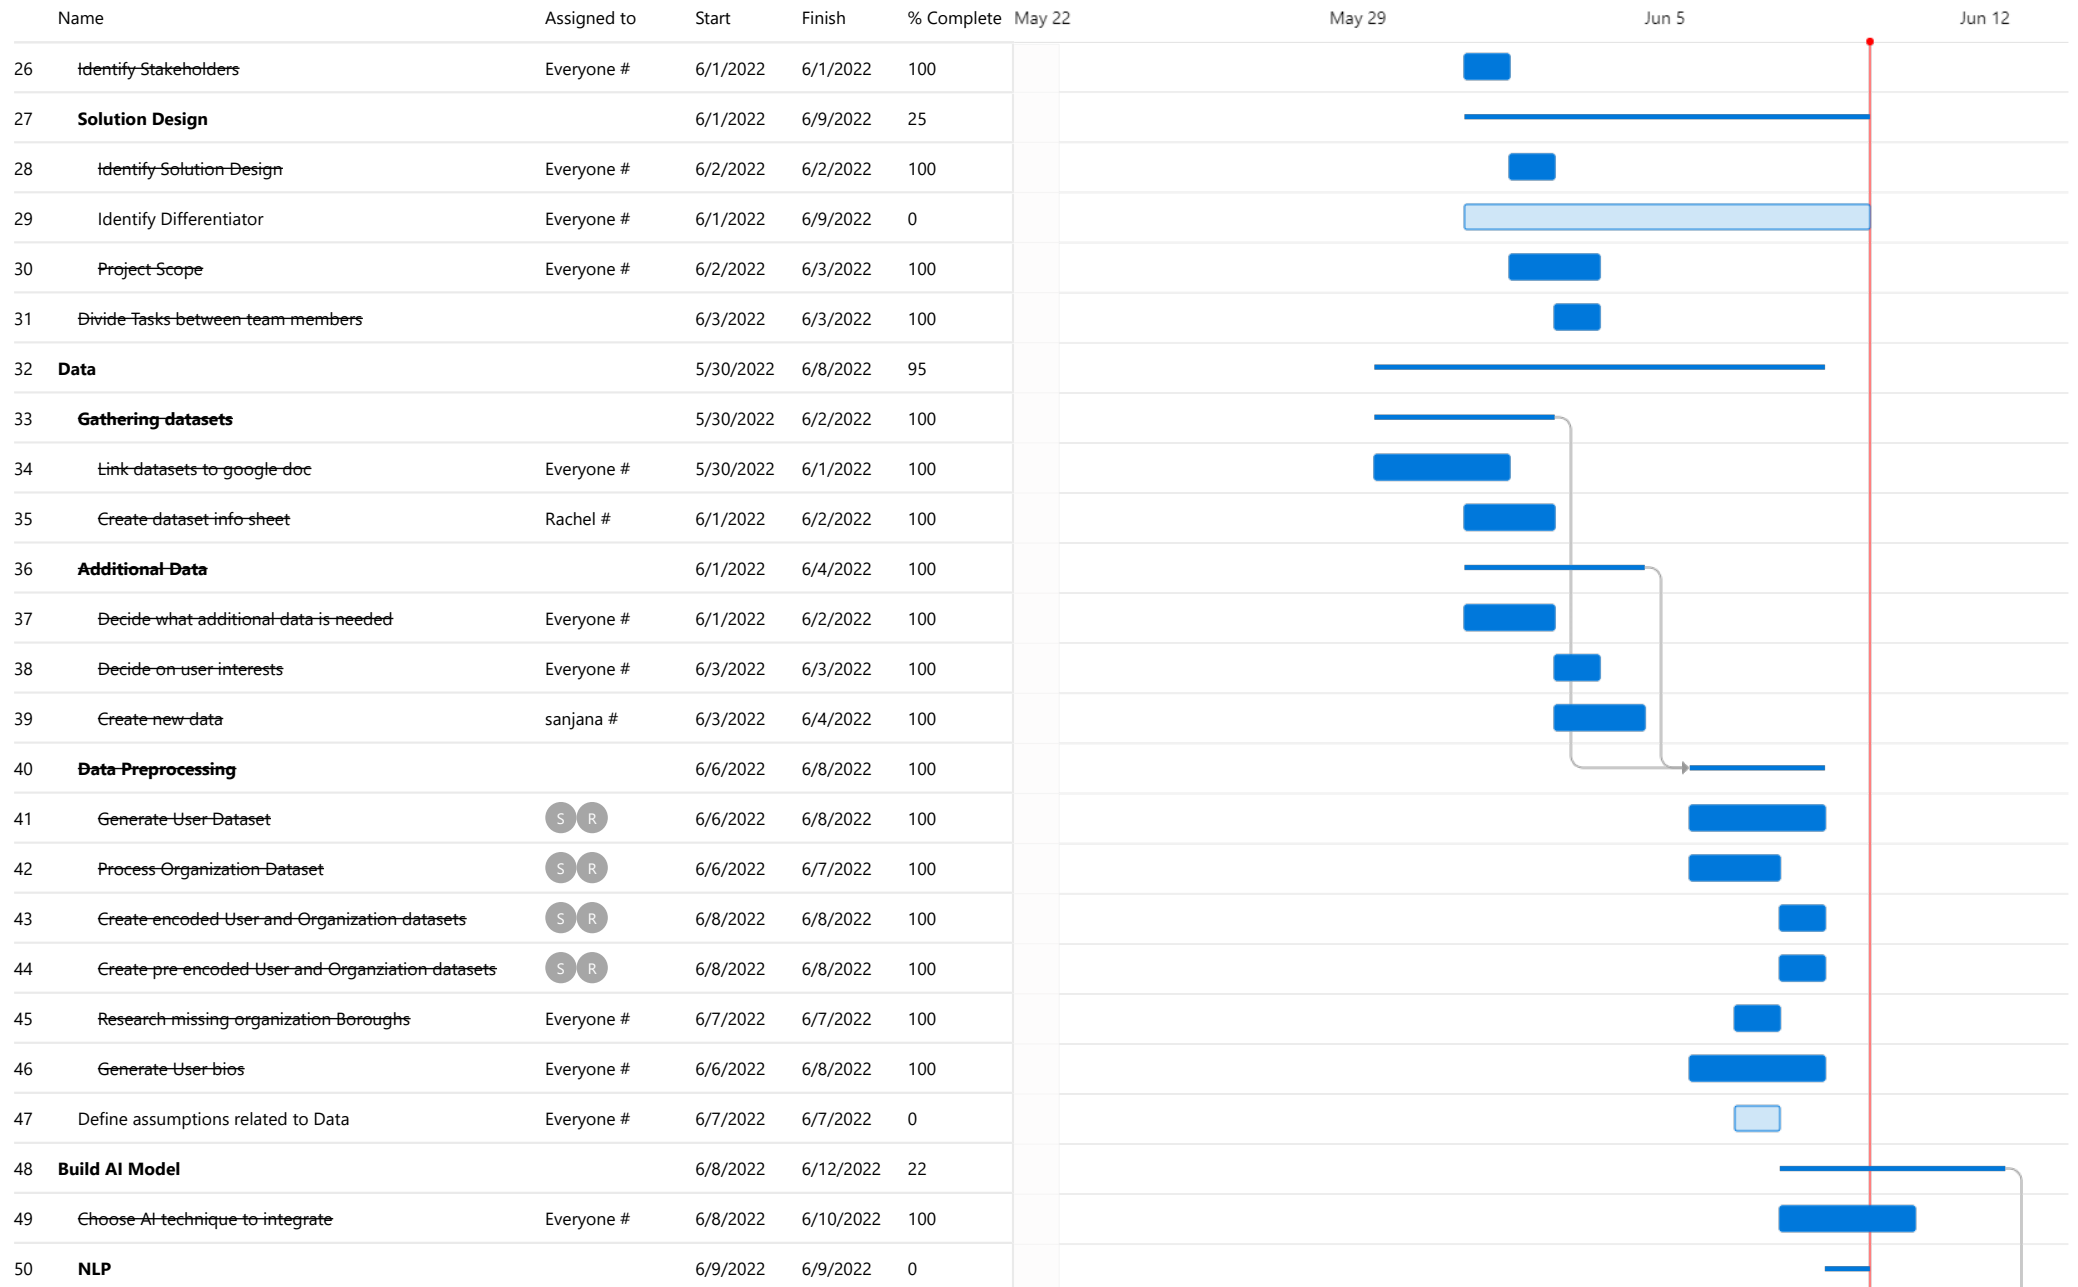 Name Assigned to Start Finish % Complete May 22 May 29 Jun 5 Jun 12
26 Identify Stakeholders Everyone # 6/1/2022 6/1/2022 100
27 Solution Design 6/1/2022 6/9/2022 25
28 Identify Solution Design Everyone # 6/2/2022 6/2/2022 100
29 Identify Differentiator Everyone # 6/1/2022 6/9/2022 0
30 Project Scope Everyone # 6/2/2022 6/3/2022 100
31 Divide Tasks between team members 6/3/2022 6/3/2022 100
32 Data 5/30/2022 6/8/2022 95
33 Gathering datasets 5/30/2022 6/2/2022 100
34 Link datasets to google doc Everyone # 5/30/2022 6/1/2022 100
35 Create dataset info sheet Rachel # 6/1/2022 6/2/2022 100
36 Additional Data 6/1/2022 6/4/2022 100
37 Decide what additional data is needed Everyone # 6/1/2022 6/2/2022 100
38 Decide on user interests Everyone # 6/3/2022 6/3/2022 100
39 Create new data sanjana # 6/3/2022 6/4/2022 100
40 Data Preprocessing 6/6/2022 6/8/2022 100
41 Generate User Dataset S R 6/6/2022 6/8/2022 100
42 Process Organization Dataset S R 6/6/2022 6/7/2022 100
43 Create encoded User and Organization datasets S R 6/8/2022 6/8/2022 100
44 Create pre encoded User and Organziation datasets S R 6/8/2022 6/8/2022 100
45 Research missing organization Boroughs Everyone # 6/7/2022 6/7/2022 100
46 Generate User bios Everyone # 6/6/2022 6/8/2022 100
47 Define assumptions related to Data Everyone # 6/7/2022 6/7/2022 0
48 Build AI Model 6/8/2022 6/12/2022 22
49 Choose AI technique to integrate Everyone # 6/8/2022 6/10/2022 100
50 NLP 6/9/2022 6/9/2022 0